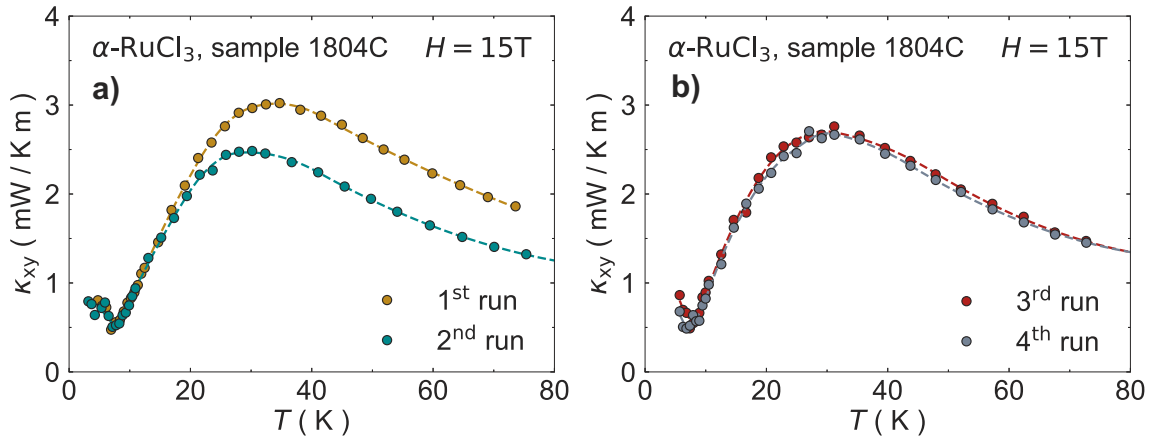 4
3
2
1
0
κxy ( mW / K m )
α-RuCl3, sample 1804C H = 15T
a)
1st run
2nd run
0 20 40 60 80
T ( K )
4
3
2
1
0
κxy ( mW / K m )
α-RuCl3, sample 1804C H = 15T
b)
3rd run
4th run
0 20 40 60 80
T ( K )